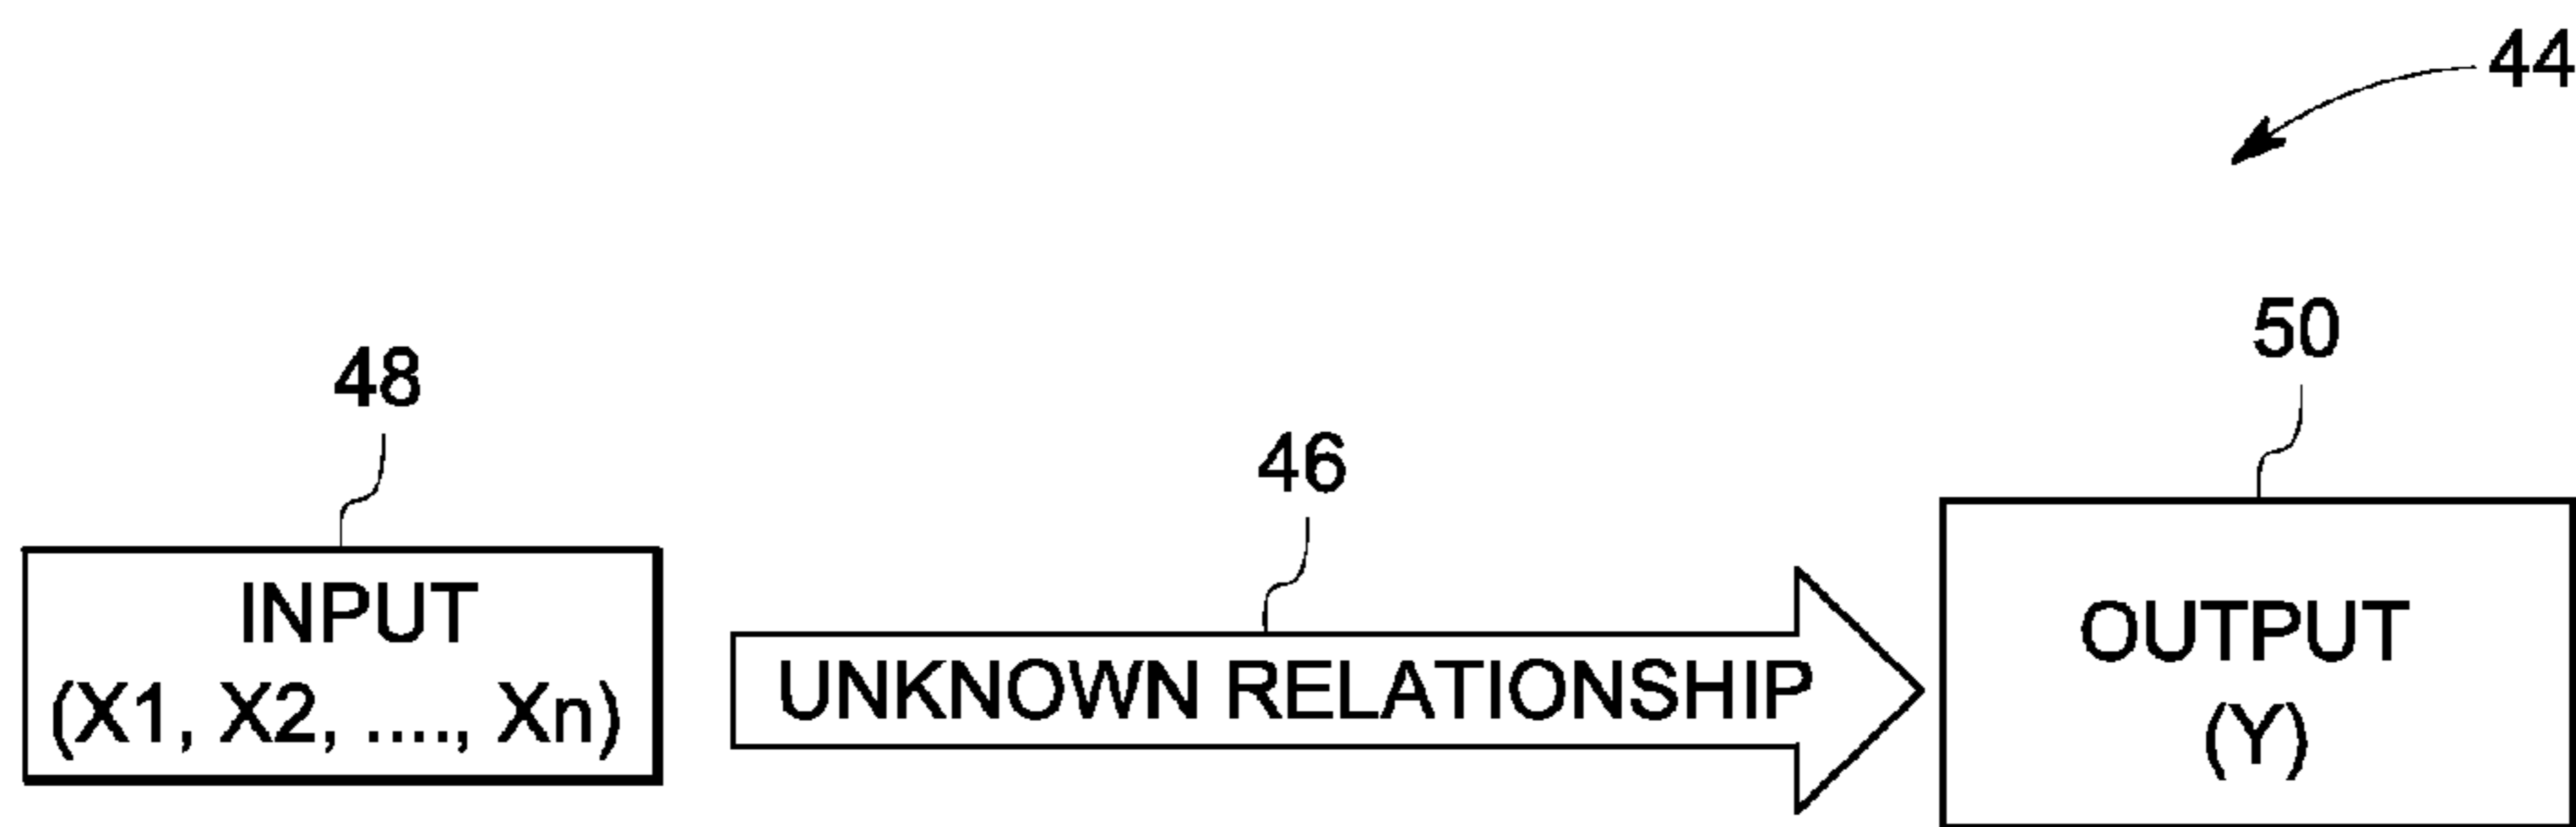 44
50
48
46
INPUT
(X1, X2, ...., Xn)
UNKNOWN RELATIONSHIP
OUTPUT
(Y)